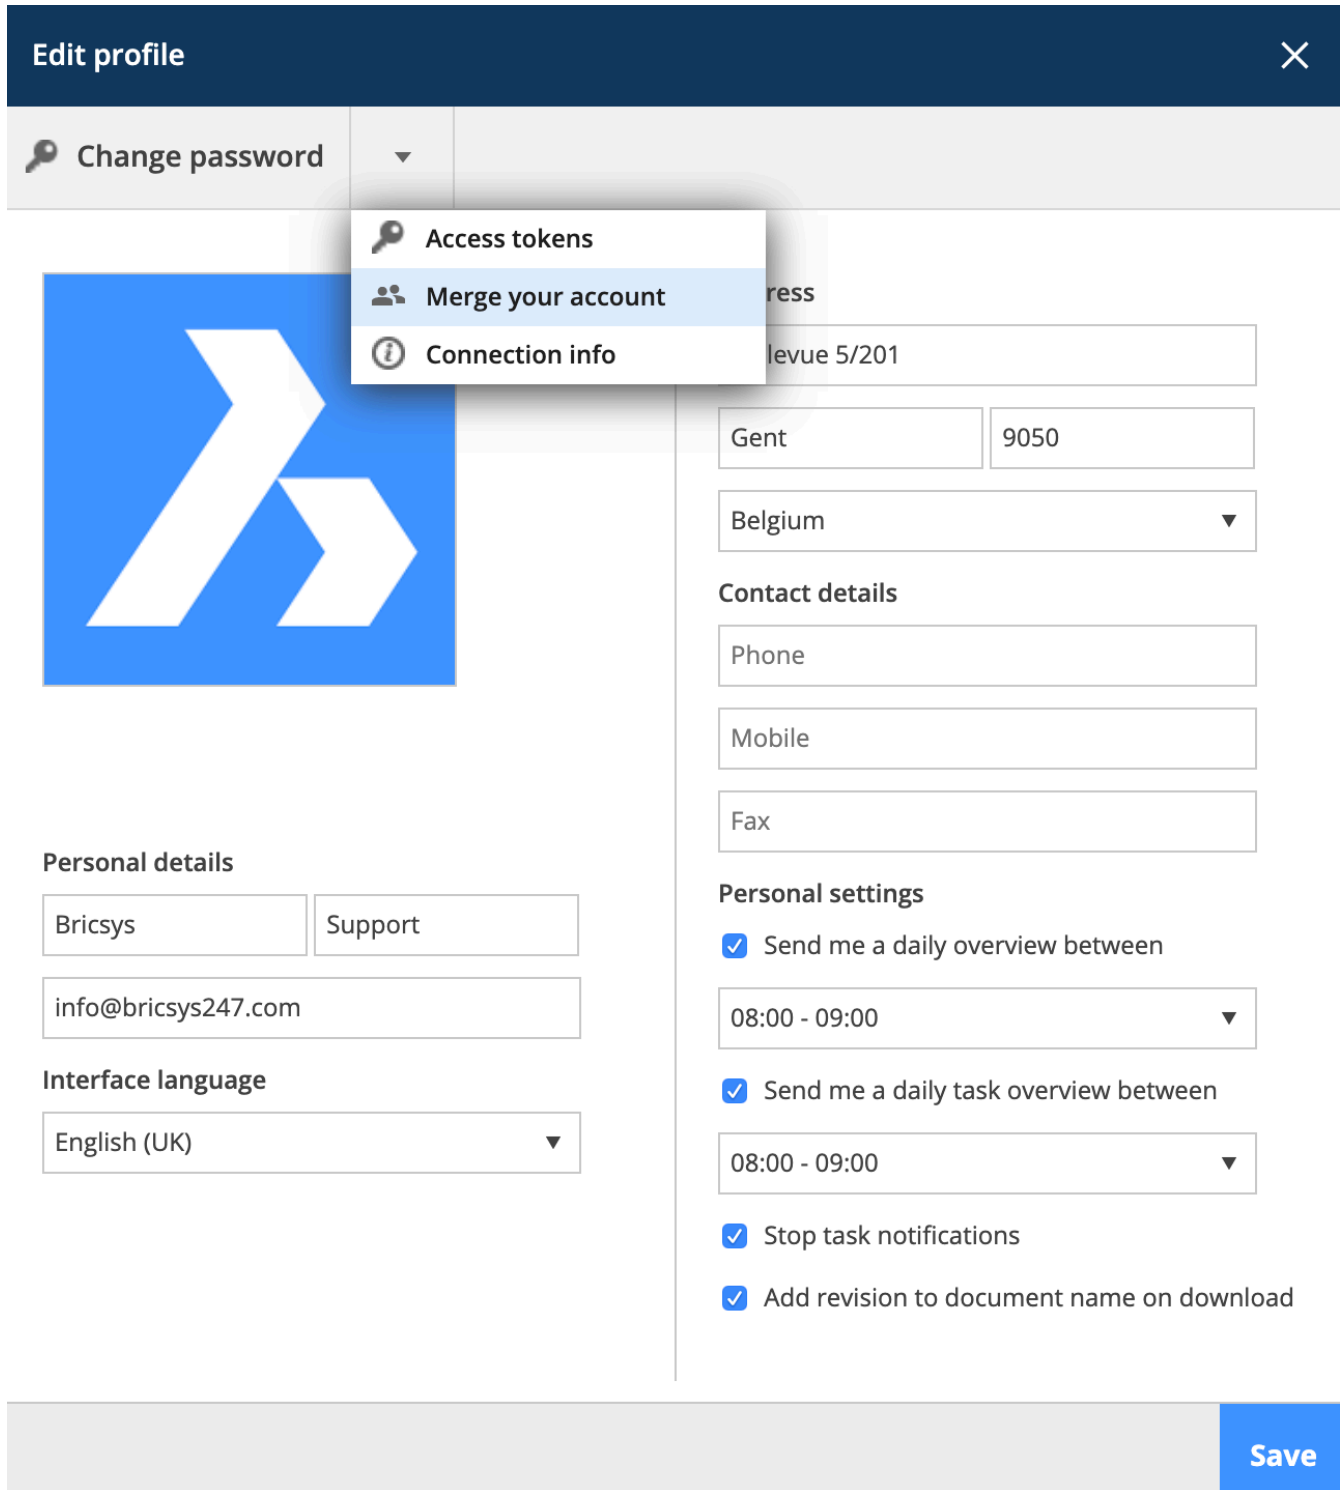 Edit profile
Change password
Access tokens
Merge your account
Connection info
Personal details
Bricsys Support
info@bricsys247.com
Interface language
English (UK)
ress
levue 5/201
Gent 9050
Belgium
Contact details
Phone
Mobile
Fax
Personal settings
Send me a daily overview between
08:00 - 09:00
Send me a daily task overview between
08:00 - 09:00
Stop task notifications
Add revision to document name on download
Save